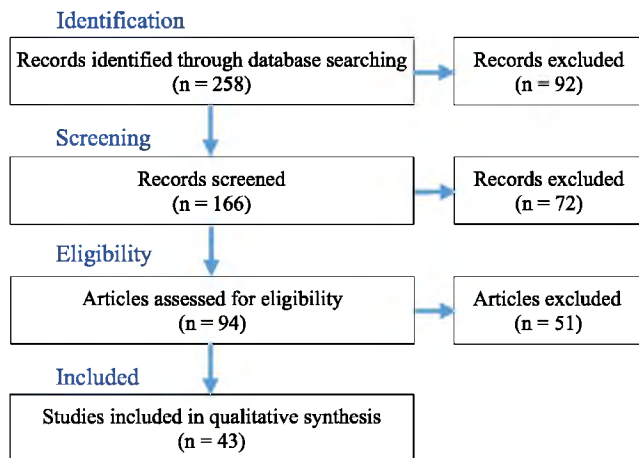 Identification
Records identified through database searching
(n = 258)
Records excluded
(n = 92)
Screening
Records screened
(n = 166)
Records excluded
(n = 72)
Eligibility
Articles assessed for eligibility
(n = 94)
Articles excluded
(n = 51)
Included
Studies included in qualitative synthesis
(n = 43)